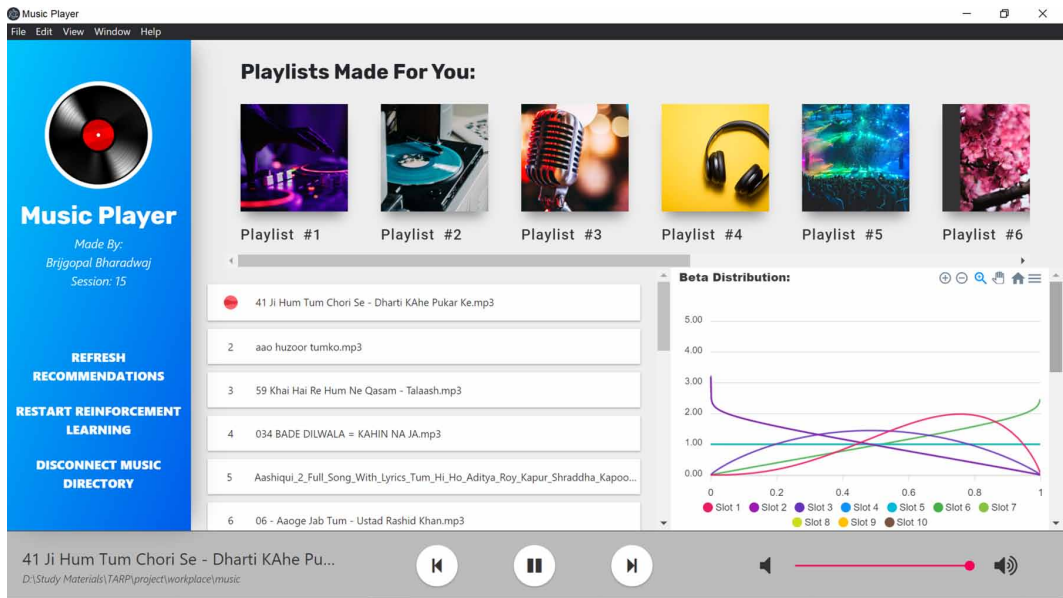 Music Player
File Edit View Window Help
Music Player
Made By:
Brijgopal Bharadwaj
Session: 15
REFRESH
RECOMMENDATIONS
RESTART REINFORCEMENT
LEARNING
DISCONNECT MUSIC
DIRECTORY
Playlists Made For You:
Playlist #1
Playlist #2
Playlist #3
Playlist #4
Playlist #5
Playlist #6
41 Ji Hum Tum Chori Se - Dharti KAhe Pukar Ke.mp3
2 aao huzoor tumko.mp3
3 59 Khai Hai Re Hum Ne Qasam - Talaash.mp3
4 034 BADE DILWALA = KAHIN NA JA.mp3
5 Aashiqui_2_Full_Song_With_Lyrics_Tum_Hi_Ho_Aditya_Roy_Kapur_Shraddha_Kapoo...
6 06 - Aaoge Jab Tum - Ustad Rashid Khan.mp3
Beta Distribution:
5.00
4.00
3.00
2.00
1.00
0.00
0 0.2 0.4 0.6 0.8 1
Slot 1 Slot 2 Slot 3 Slot 4 Slot 5 Slot 6 Slot 7
Slot 8 Slot 9 Slot 10
41 Ji Hum Tum Chori Se - Dharti KAhe Pu...
D:\Study Materials\TARP\project\workplace\music